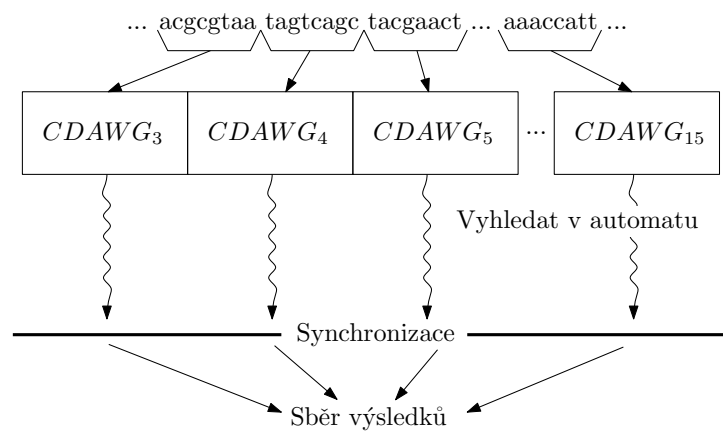 ... acgcgtaa tagtcagc tacgaact ... aaaccatt ...
CDAWG3 CDAWG4 CDAWG5 ... CDAWG15
Vyhledat v automatu
Synchronizace
Sběr výsledků